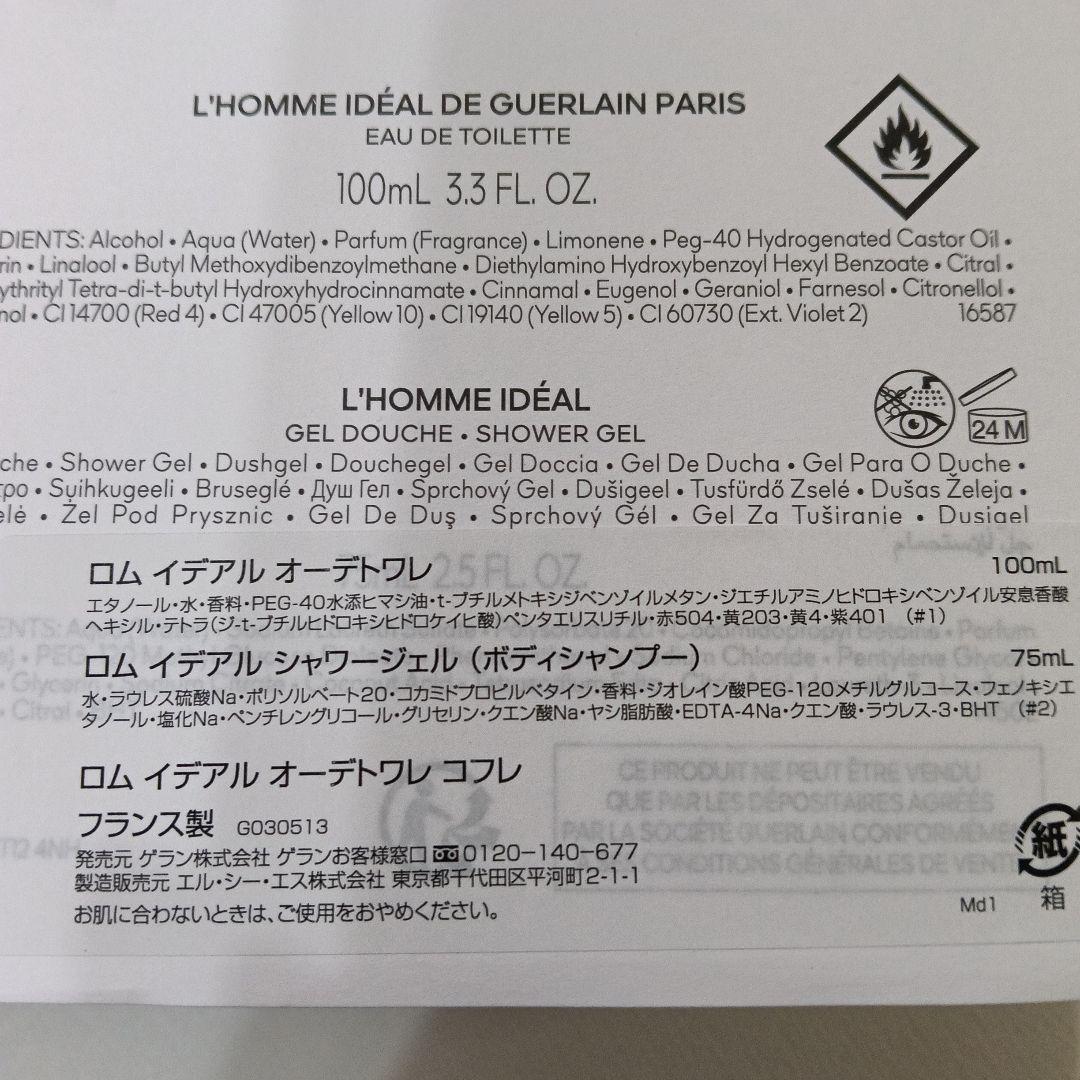 L'HOMME IDÉAL DE GUERLAIN PARIS
EAU DE TOILETTE
100mL 3.3 FL. OZ.
DIENTS: Alcohol • Aqua (Water) • Parfum (Fragrance) • Limonene • Peg-40 Hydrogenated Castor Oil •
rin • Linalool • Butyl Methoxydibenzoylmethane • Diethylamino Hydroxybenzoyl Hexyl Benzoate • Citral •
ythrityl Tetra-di-t-butyl Hydroxyhydrocinnamate • Cinnamal • Eugenol • Geraniol • Farnesol • Citronellol •
nol • CI 14700 (Red 4) • CI 47005 (Yellow 10) • CI 19140 (Yellow 5) • CI 60730 (Ext. Violet 2) 16587
L'HOMME IDÉAL
GEL DOUCHE • SHOWER GEL
24 M
che • Shower Gel • Dushgel • Douchegel • Gel Doccia • Gel De Ducha • Gel Para O Duche •
τρο • Suihkugeeli • Bruseglé • Душ Гел • Sprchový Gel • Dušigeel • Tusfürdő Zselé • Dušas Želeja •
elė • Żel Pod Prysznic • Gel De Duş • Sprchový Gél • Gel Za Tuširanje • Dusigel
ロム イデアル オーデトワレ 100mL
75mL 2.5 FL. OZ.
エタノール・水・香料・PEG-40水添ヒマシ油・t-ブチルメトキシジベンゾイルメタン・ジエチルアミノヒドロキシベンゾイル安息香酸
ヘキシル・テトラ(ジ-t-ブチルヒドロキシヒドロケイヒ酸)ペンタエリスリチル・赤504・黄203・黄4・紫401 (#1)
ロム イデアル シャワージェル (ボディシャンプー) 75mL
水・ラウレス硫酸Na・ポリソルベート20・コカミドプロピルベタイン・香料・ジオレイン酸PEG-120メチルグルコース・フェノキシエ
タノール・塩化Na・ペンチレングリコール・グリセリン・クエン酸Na・ヤシ脂肪酸・EDTA-4Na・クエン酸・ラウレス-3・BHT (#2)
ロム イデアル オーデトワレ コフレ
CE PRODUIT NE PEUT ÊTRE VENDU
QUE PAR LES DÉPOSITAIRES AGRÉÉS
PAR LA SOCIÉTÉ GUERLAIN CONFORMÉME
CONDITIONS GÉNÉRALES DE VENT
フランス製 G030513
発売元 ゲラン株式会社 ゲランお客様窓口 0120-140-677
製造販売元 エル・シー・エス株式会社 東京都千代田区平河町2-1-1
お肌に合わないときは、ご使用をおやめください。
Md1
紙
箱